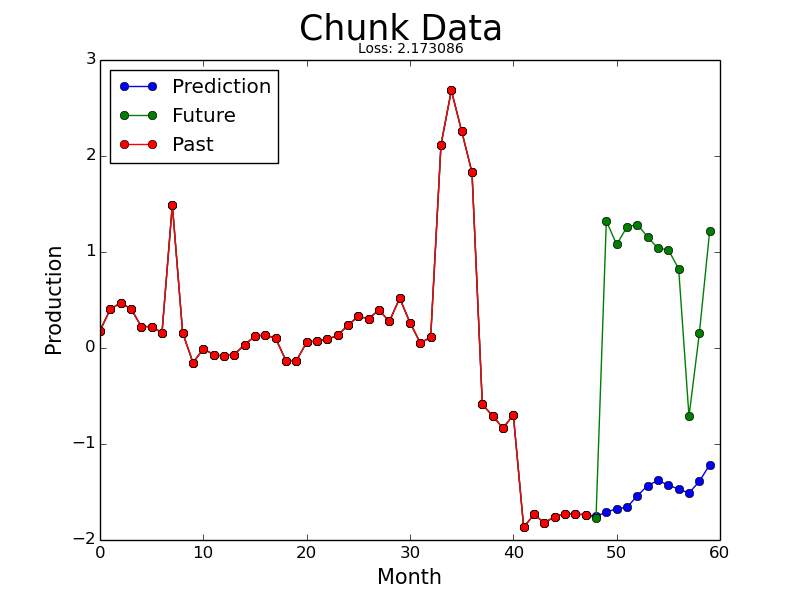 Chunk Data
Loss: 2.173086
Prediction
Future
Past
Production
3
2
1
0
−1
−2
0 10 20 30 40 50 60
Month